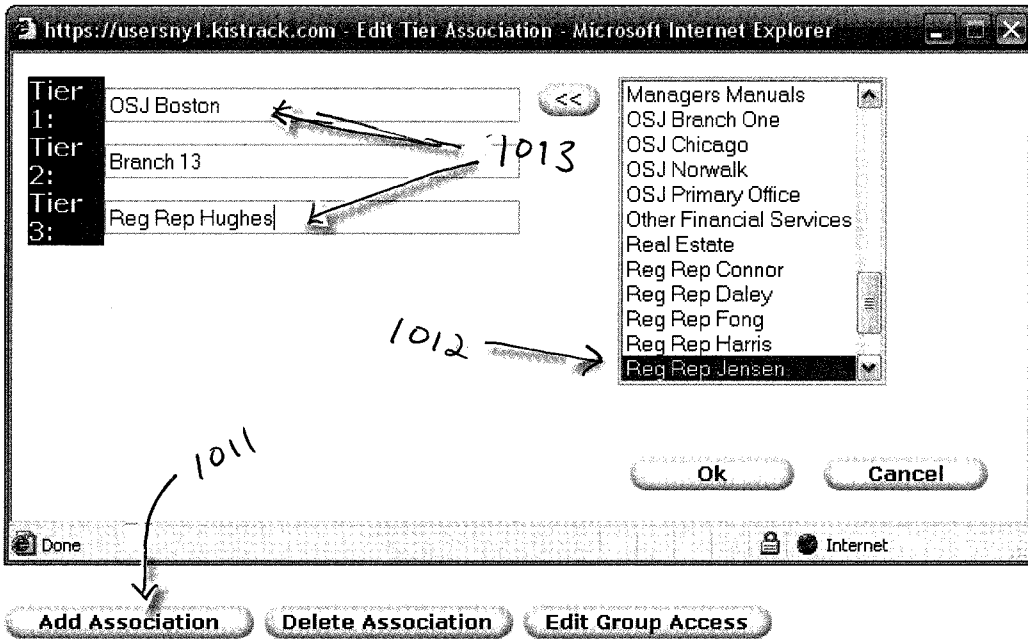 https://usersny1.kistrack.com - Edit Tier Association - Microsoft Internet Explorer
Tier 1:
OSJ Boston
Tier 2:
Branch 13
Tier 3:
Reg Rep Hughes
<<
Managers Manuals
OSJ Branch One
OSJ Chicago
OSJ Norwalk
OSJ Primary Office
Other Financial Services
Real Estate
Reg Rep Connor
Reg Rep Daley
Reg Rep Fong
Reg Rep Harris
Reg Rep Jensen
1013
1012
1011
Ok
Cancel
Done
Internet
Add Association
Delete Association
Edit Group Access